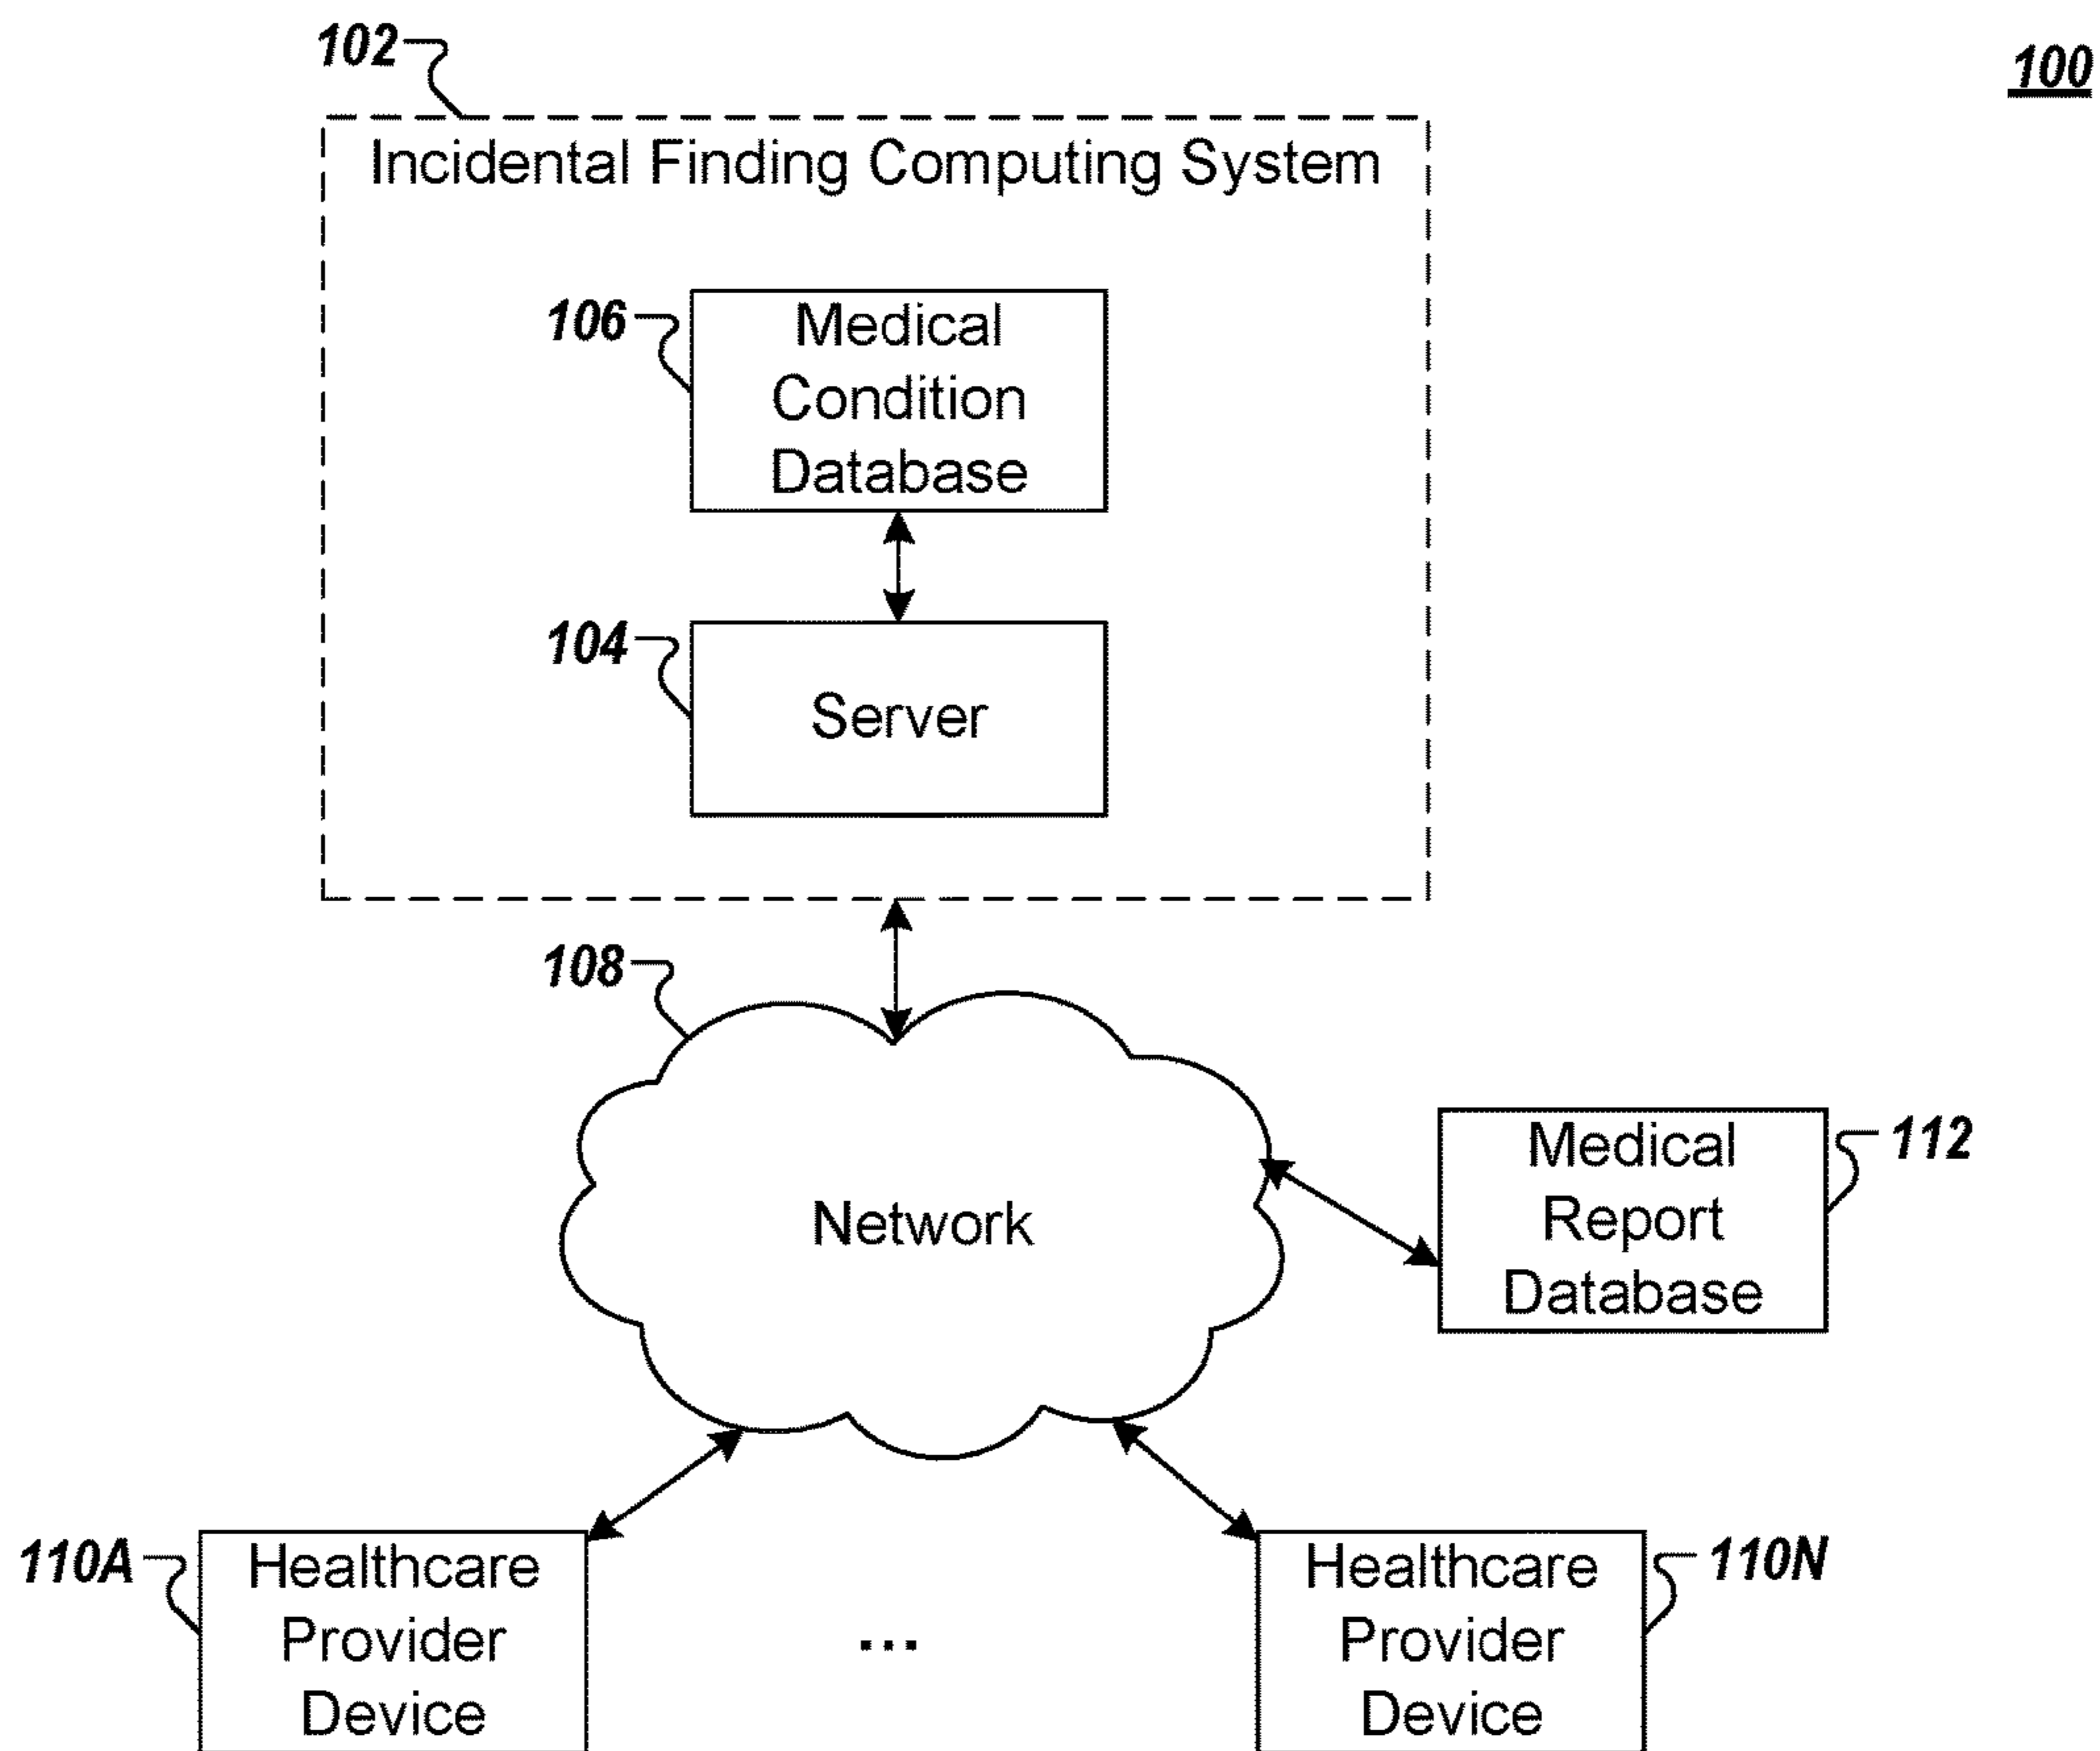 102
100
Incidental Finding Computing System
106
Medical
Condition
Database
104
Server
108
Network
Medical
Report
Database
112
110A
Healthcare
Provider
Device
...
Healthcare
Provider
Device
110N